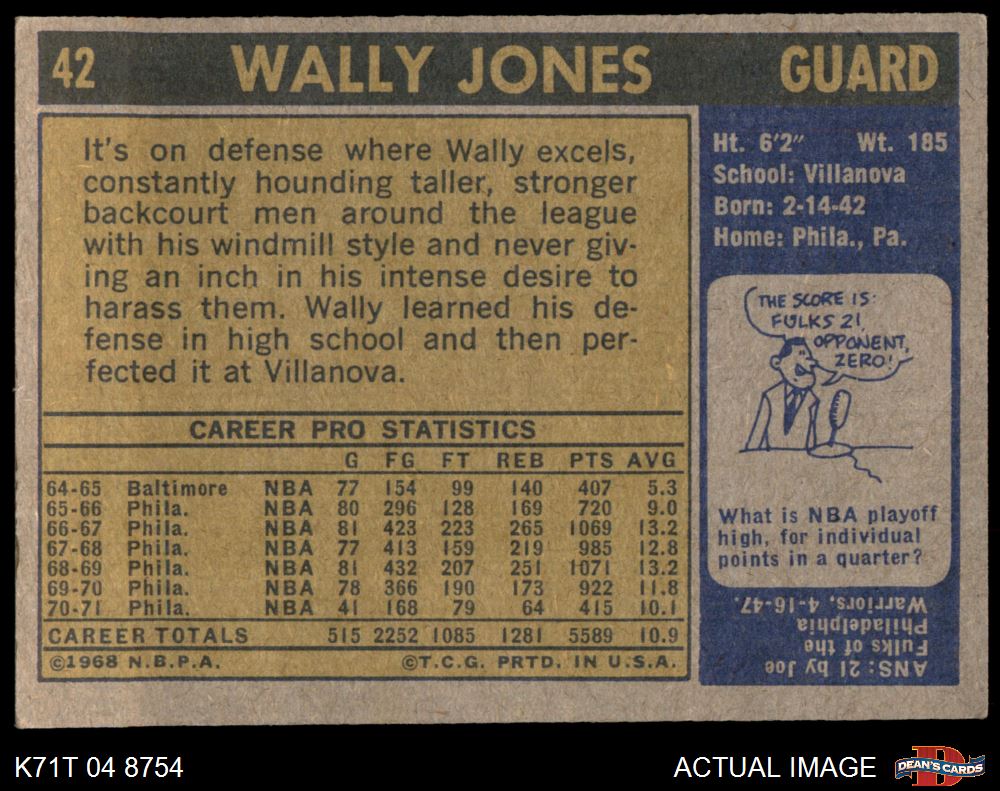 42 WALLY JONES GUARD
It's on defense where Wally excels,
constantly hounding taller, stronger
backcourt men around the league
with his windmill style and never giv-
ing an inch in his intense desire to
harass them. Wally learned his de-
fense in high school and then per-
fected it at Villanova.
CAREER PRO STATISTICS
G FG FT REB PTS AVG
64-65 Baltimore NBA 77 154 99 140 407 5.3
65-66 Phila. NBA 80 296 128 169 720 9.0
66-67 Phila. NBA 81 423 223 265 1069 13.2
67-68 Phila. NBA 77 413 159 219 985 12.8
68-69 Phila. NBA 81 432 207 251 1071 13.2
69-70 Phila. NBA 78 366 190 173 922 11.8
70-71 Phila. NBA 41 168 79 64 415 10.1
CAREER TOTALS 515 2252 1085 1281 5589 10.9
©1968 N.B.P.A. ©T.C.G. PRTD. IN U.S.A.
Ht. 6'2" Wt. 185
School: Villanova
Born: 2-14-42
Home: Phila., Pa.
THE SCORE IS:
FULKS 21,
OPPONENT,
ZERO!
What is NBA playoff
high, for individual
points in a quarter?
ANS: 21 by Joe
Fulks of the
Philadelphia
Warriors, 4-16-47.
K71T 04 8754
ACTUAL IMAGE
D
DEAN'S CARDS